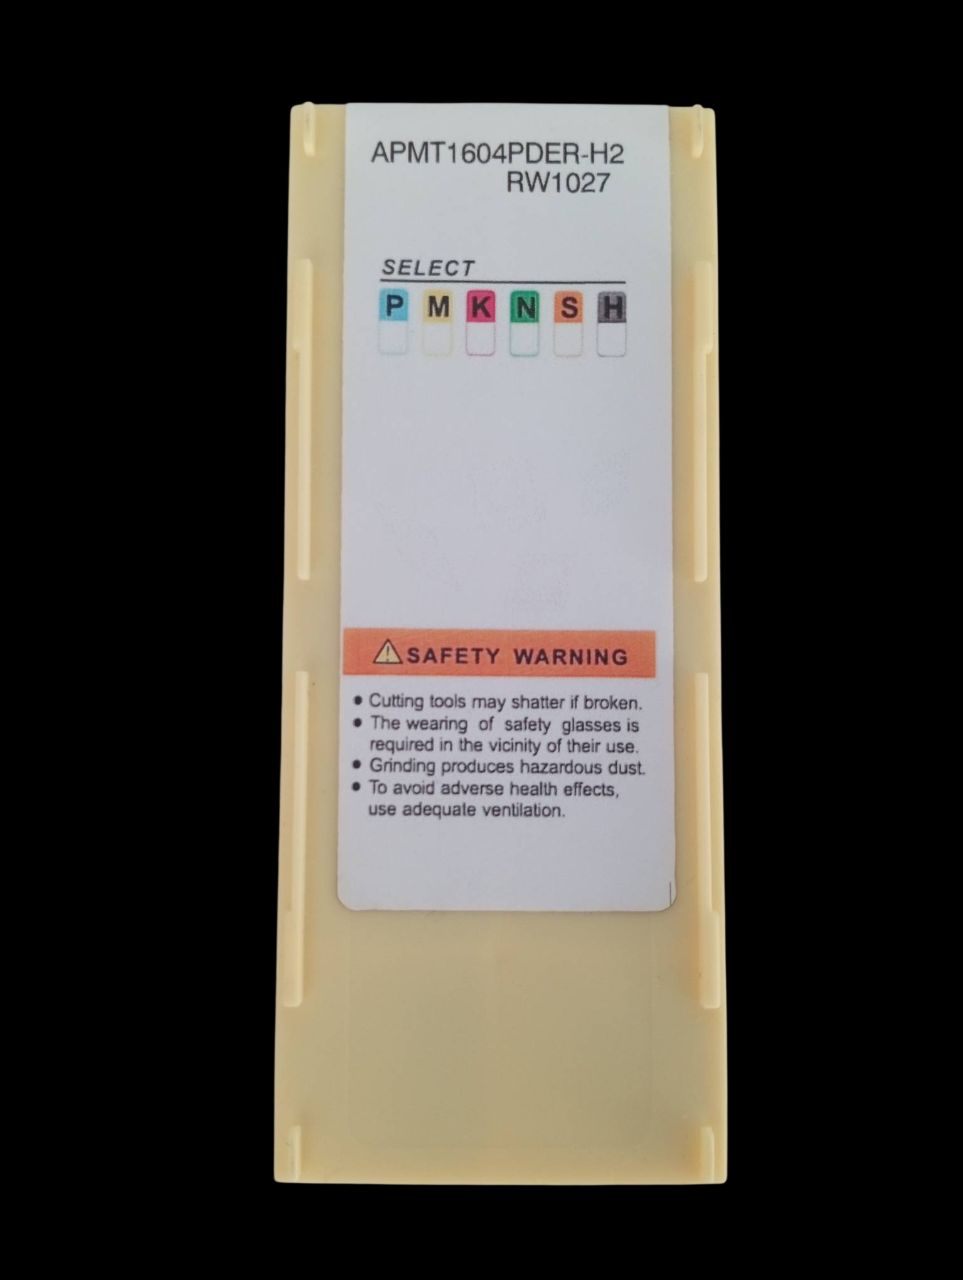 APMT1604PDER-H2
RW1027
SELECT
P M K N S H
SAFETY WARNING
• Cutting tools may shatter if broken.
• The wearing of safety glasses is
required in the vicinity of their use.
• Grinding produces hazardous dust.
• To avoid adverse health effects,
use adequate ventilation.